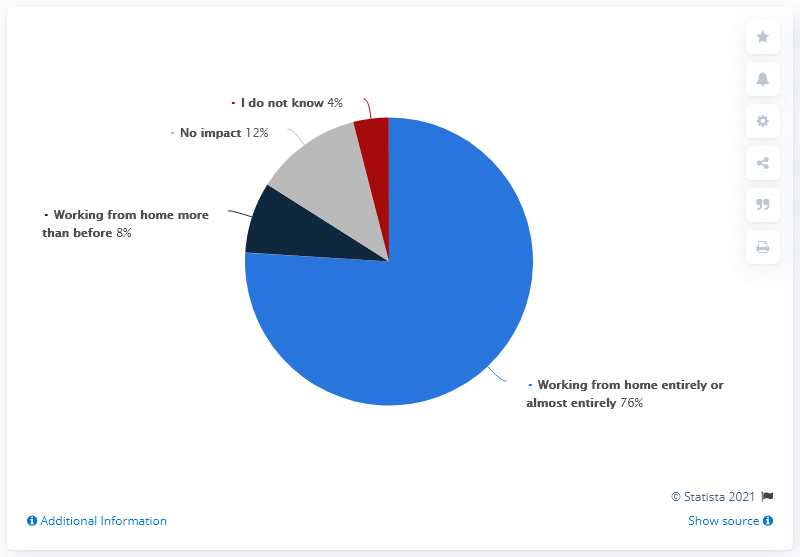 - I do not know 4%
- No impact 12%
- Working from home more
than before 8%
- Working from home entirely or
almost entirely 76%
© Statista 2021
Additional Information
Show source